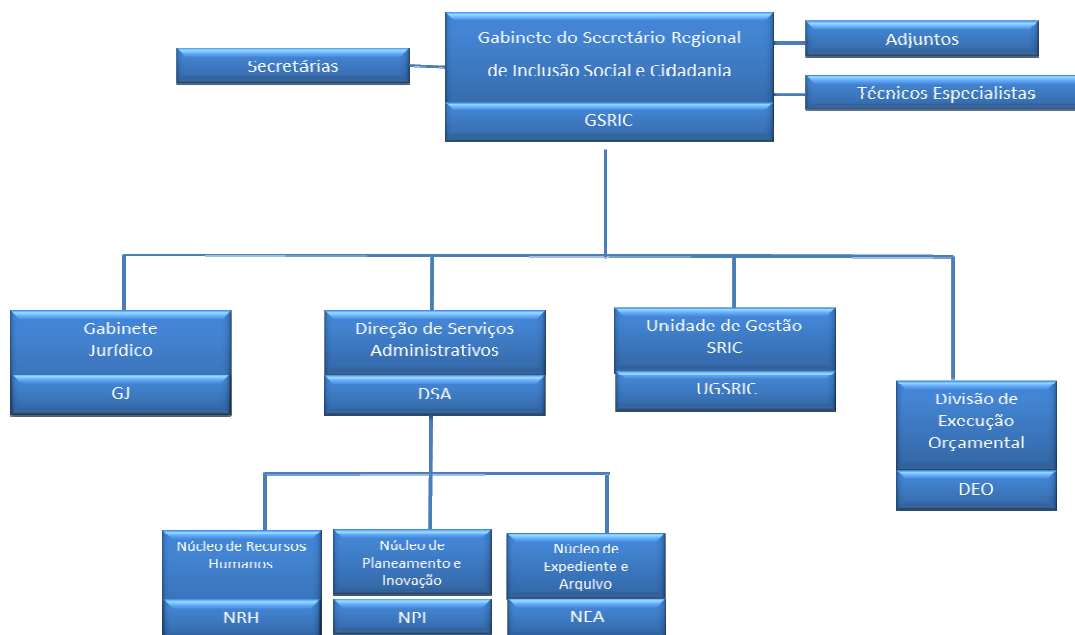 Gabinete do Secretário Regional
de Inclusão Social e Cidadania
GSRIC
Secretárias
Adjuntos
Técnicos Especialistas
Gabinete
Jurídico
GJ
Direção de Serviços
Administrativos
DSA
Unidade de Gestão
SRIC
UGSRIC
Divisão de
Execução
Orçamental
DEO
Núcleo de Recursos
Humanos
NRH
Núcleo de
Planeamento e
Inovação
NPI
Núcleo de
Expediente e
Arquivo
NEA